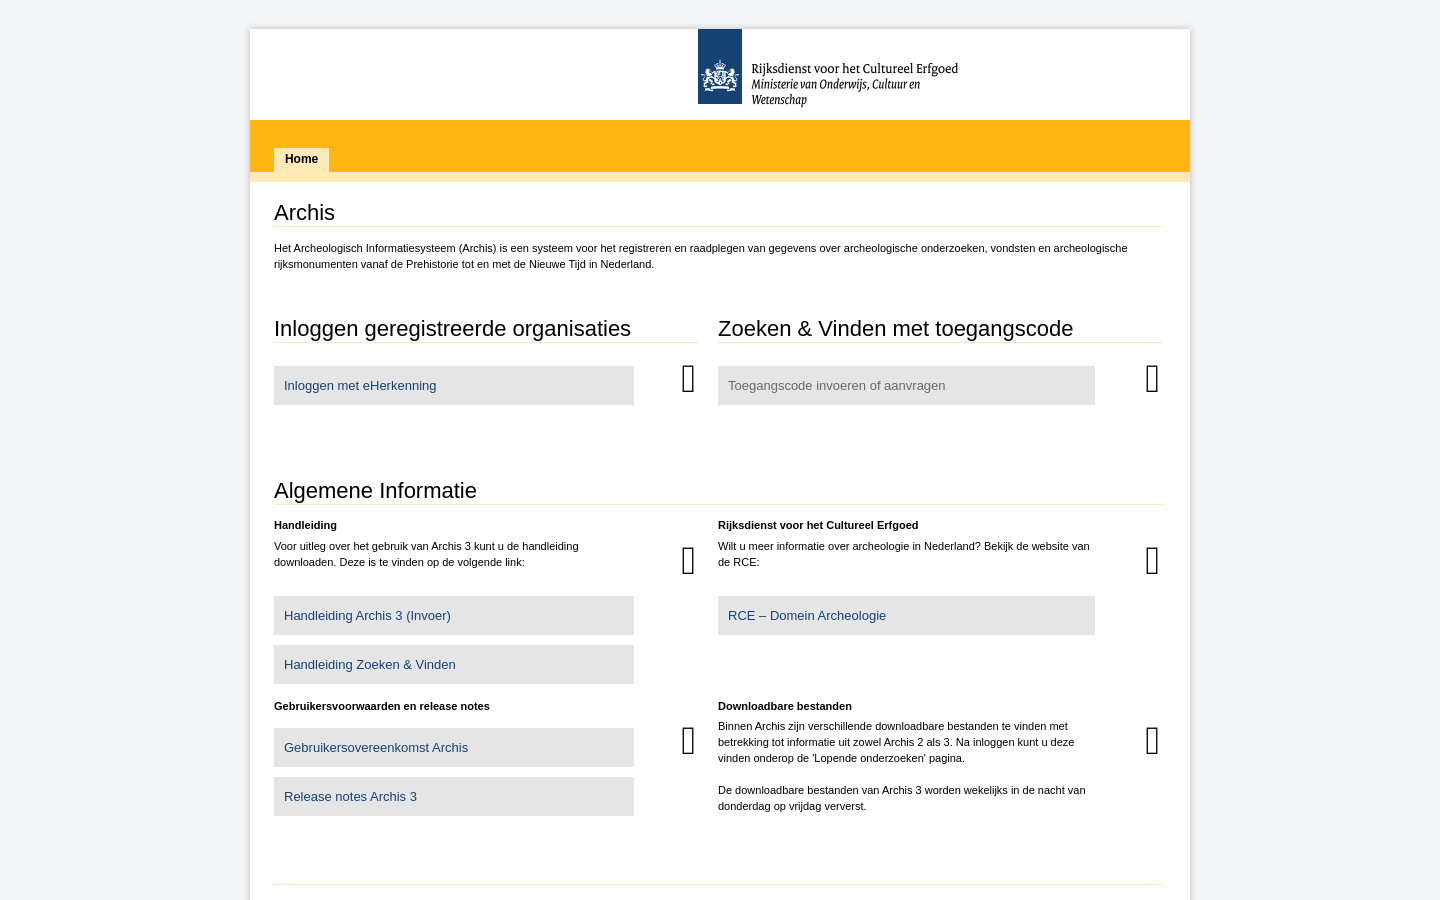 Rijksdienst voor het Cultureel Erfgoed
Ministerie van Onderwijs, Cultuur en
Wetenschap
Home
Archis
Het Archeologisch Informatiesysteem (Archis) is een systeem voor het registreren en raadplegen van gegevens over archeologische onderzoeken, vondsten en archeologische
rijksmonumenten vanaf de Prehistorie tot en met de Nieuwe Tijd in Nederland.
Inloggen geregistreerde organisaties
Inloggen met eHerkenning
Zoeken & Vinden met toegangscode
Toegangscode invoeren of aanvragen
Algemene Informatie
Handleiding
Voor uitleg over het gebruik van Archis 3 kunt u de handleiding
downloaden. Deze is te vinden op de volgende link:
Handleiding Archis 3 (Invoer)
Handleiding Zoeken & Vinden
Rijksdienst voor het Cultureel Erfgoed
Wilt u meer informatie over archeologie in Nederland? Bekijk de website van
de RCE:
RCE – Domein Archeologie
Gebruikersvoorwaarden en release notes
Gebruikersovereenkomst Archis
Release notes Archis 3
Downloadbare bestanden
Binnen Archis zijn verschillende downloadbare bestanden te vinden met
betrekking tot informatie uit zowel Archis 2 als 3. Na inloggen kunt u deze
vinden onderop de 'Lopende onderzoeken' pagina.
De downloadbare bestanden van Archis 3 worden wekelijks in de nacht van
donderdag op vrijdag ververst.